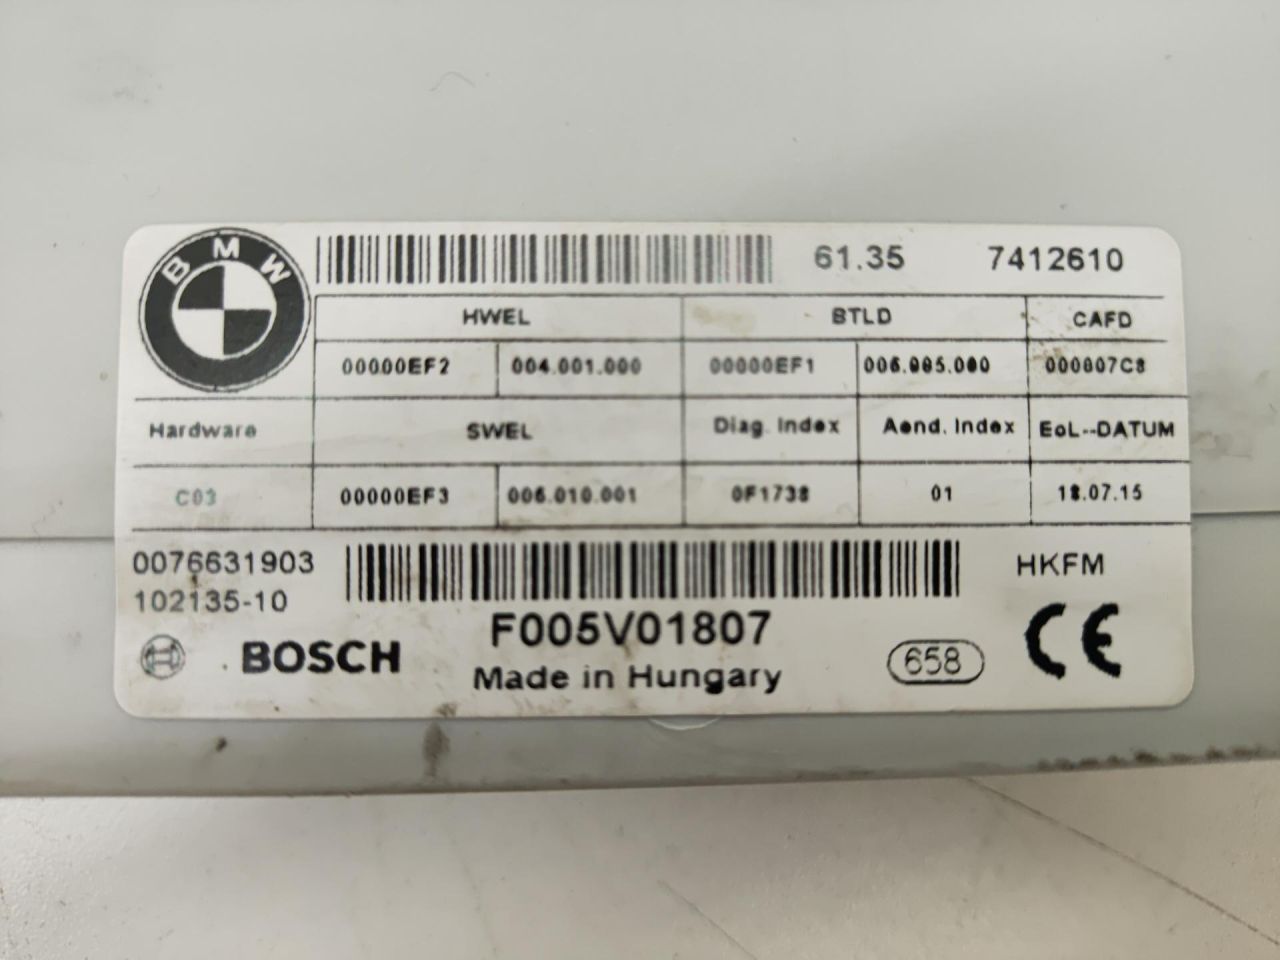 BMW 61.35 7412610
HWEL BTLD CAFD
00000EF2 004.001.000 00000EF1 006.005.000 000007C8
Hardware SWEL Diag. Index Aend. Index EoL--DATUM
C03 00000EF3 006.010.001 0F1738 01 18.07.15
0076631903 HKFM
102135-10
F005V01807
BOSCH Made in Hungary 658 CE